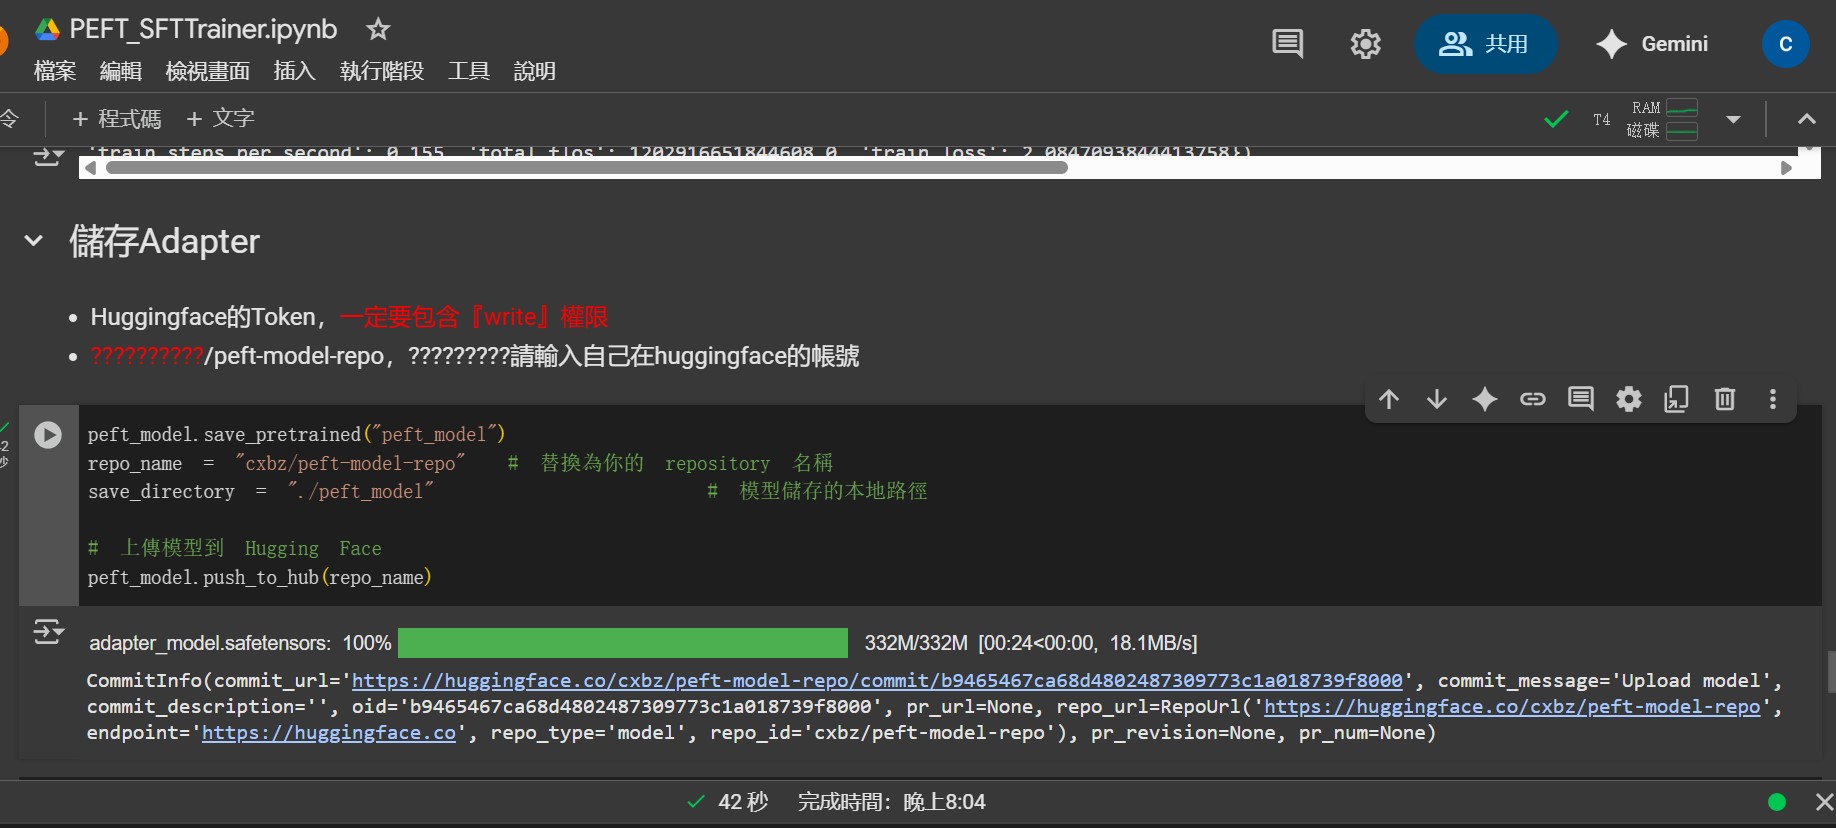 PEFT_SFTTrainer.ipynb
檔案 編輯 檢視畫面 插入 執行階段 工具 說明
共用
Gemini
C
令
+ 程式碼 + 文字
T4
RAM
磁碟
'train_steps_per_second': 0.155, 'total_flos': 1202916651844608.0, 'train_loss': 2.0847093844413758})
儲存Adapter
Huggingface的Token，一定要包含『write』權限
??????????/peft-model-repo，?????????請輸入自己在huggingface的帳號
peft_model.save_pretrained("peft_model")
repo_name = "cxbz/peft-model-repo" # 替換為你的 repository 名稱
save_directory = "./peft_model" # 模型儲存的本地路徑
# 上傳模型到 Hugging Face
peft_model.push_to_hub(repo_name)
adapter_model.safetensors: 100% 332M/332M [00:24<00:00, 18.1MB/s]
CommitInfo(commit_url='https://huggingface.co/cxbz/peft-model-repo/commit/b9465467ca68d4802487309773c1a018739f8000', commit_message='Upload model',
commit_description='', oid='b9465467ca68d4802487309773c1a018739f8000', pr_url=None, repo_url=RepoUrl('https://huggingface.co/cxbz/peft-model-repo',
endpoint='https://huggingface.co', repo_type='model', repo_id='cxbz/peft-model-repo'), pr_revision=None, pr_num=None)
42 秒 完成時間：晚上8:04